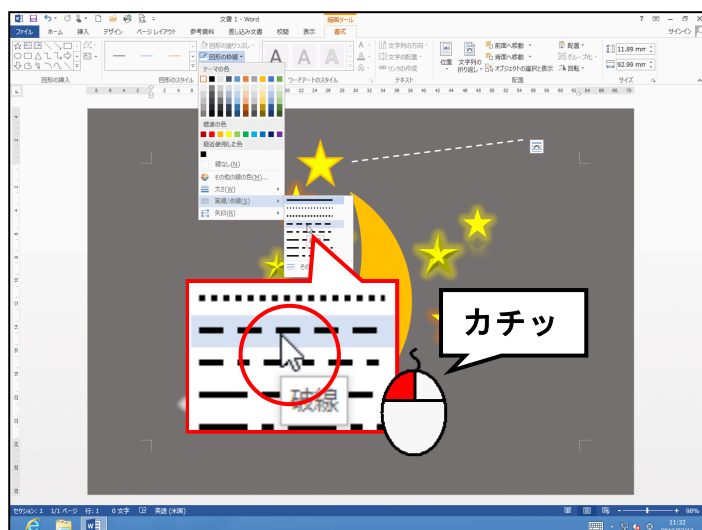 文書 1 - Word
描画ツール
サインイン
ファイル ホーム 挿入 デザイン ページ レイアウト 参考資料 差し込み文書 校閲 表示 書式
図形の塗りつぶし
図形の枠線
文字列の方向
文字の配置
リンクの作成
位置
文字列の
折り返し
前面へ移動
背面へ移動
オブジェクトの選択と表示
配置
グループ化
回転
11.89 mm
92.99 mm
図形の挿入 図形のスタイル ワードアートのスタイル テキスト 配置 サイズ
テーマの色
標準の色
最近使用した色
線なし(N)
その他の線の色(M)...
太さ(W)
実線/点線(S)
矢印(R)
その
破線
カチッ
セクション: 1 1/1 ページ 行: 1 0 文字 英語 (米国)
98%
11:32